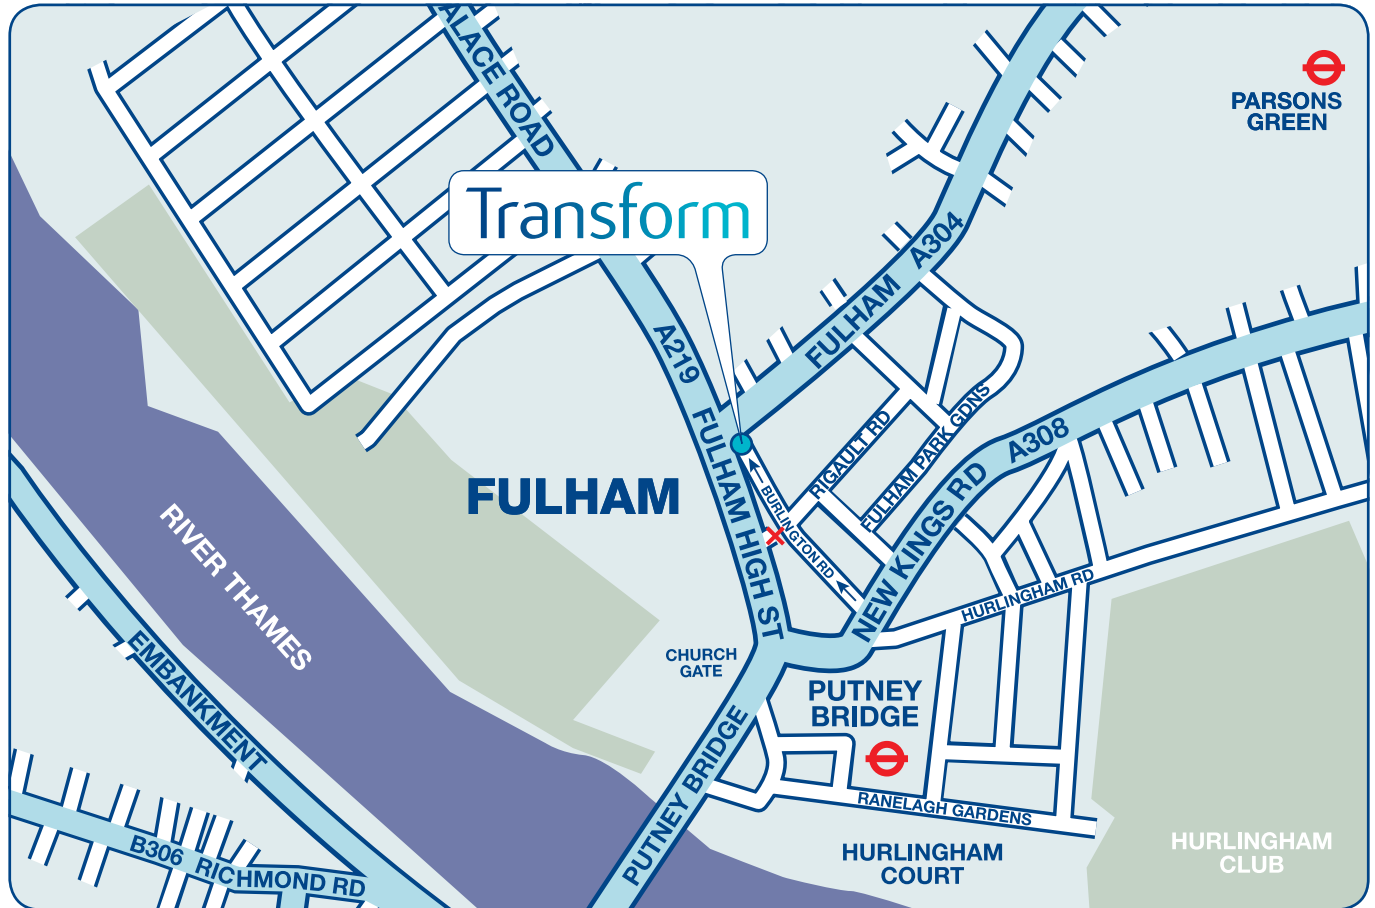 ALACE ROAD
PARSONS
GREEN
Transform
A304
FULHAM
A219
FULHAM HIGH ST
RIGAULT RD
FULHAM PARK GDNS
A308
NEW KINGS RD
BURLINGTON RD
FULHAM
RIVER THAMES
HURLINGHAM RD
EMBANKMENT
CHURCH
GATE
PUTNEY
BRIDGE
PUTNEY BRIDGE
RANELAGH GARDENS
HURLINGHAM
COURT
HURLINGHAM
CLUB
B306
RICHMOND RD